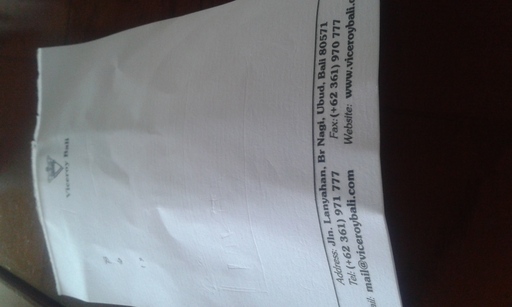 Viceroy Bali
Address: Jln. Lanyahan, Br Nagi, Ubud, Bali 80571
Tel: (+62 361) 971 777 Fax: (+62 361) 970 777
ail: mail@viceroybali.com Website: www.viceroybali.c